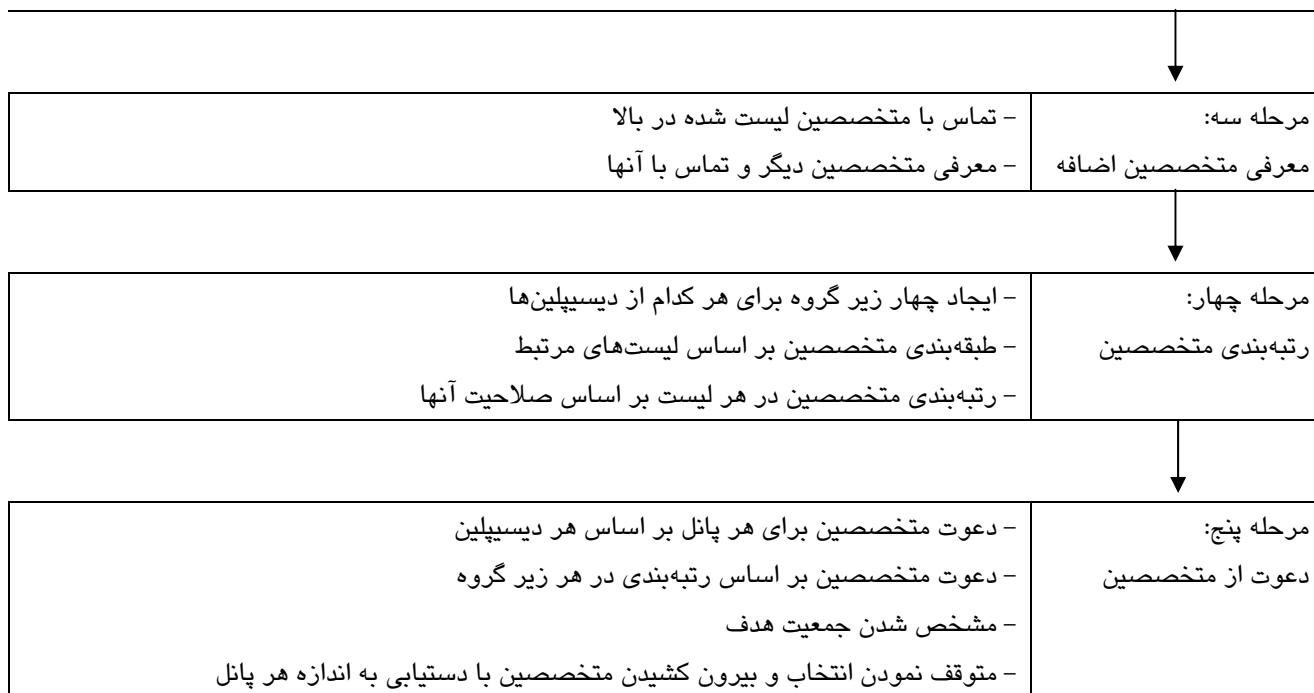 مرحله سه:
معرفی متخصصین اضافه
- تماس با متخصصین لیست شده در بالا
- معرفی متخصصین دیگر و تماس با آنها
مرحله چهار:
رتبه‌بندی متخصصین
- ایجاد چهار زیر گروه برای هر کدام از دیسیپلین‌ها
- طبقه‌بندی متخصصین بر اساس لیست‌های مرتبط
- رتبه‌بندی متخصصین در هر لیست بر اساس صلاحیت آنها
مرحله پنج:
دعوت از متخصصین
- دعوت متخصصین برای هر پانل بر اساس هر دیسیپلین
- دعوت متخصصین بر اساس رتبه‌بندی در هر زیر گروه
- مشخص شدن جمعیت هدف
- متوقف نمودن انتخاب و بیرون کشیدن متخصصین با دستیابی به اندازه هر پانل